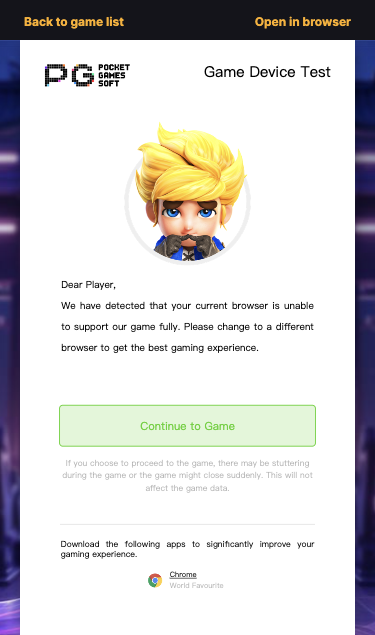 Back to game list
Open in browser
PG POCKET
GAMES
SOFT
Game Device Test
Dear Player,
We have detected that your current browser is unable
to support our game fully. Please change to a different
browser to get the best gaming experience.
Continue to Game
If you choose to proceed to the game, there may be stuttering
during the game or the game might close suddenly. This will not
affect the game data.
Download the following apps to significantly improve your
gaming experience.
Chrome
World Favourite